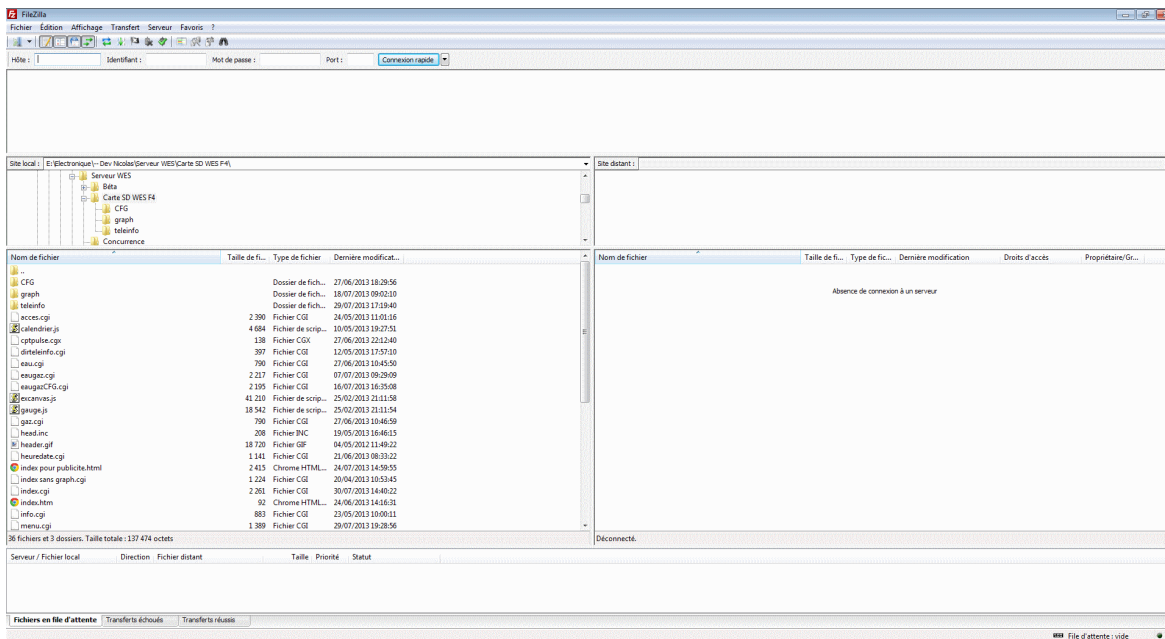 FileZilla
Fichier Édition Affichage Transfert Serveur Favoris ?
Hôte : Identifiant : Mot de passe : Port : Connexion rapide
Site local : E:\Electronique\-- Dev Nicolas\Serveur WES\Carte SD WES F4\ Site distant :
Serveur WES
Béta
Carte SD WES F4
CFG
graph
teleinfo
Concurrence
Nom de fichier Taille de fi... Type de fichier Dernière modificat... Nom de fichier Taille de fi... Type de fic... Dernière modification Droits d'accès Propriétaire/Gr...
..
CFG Dossier de fich... 27/06/2013 18:29:56
Absence de connexion à un serveur
graph Dossier de fich... 18/07/2013 09:02:10
teleinfo Dossier de fich... 29/07/2013 17:19:40
acces.cgi 2 390 Fichier CGI 24/05/2013 11:01:16
calendrier.js 4 684 Fichier de scrip... 10/05/2013 19:27:51
cptpulse.cgx 138 Fichier CGX 27/06/2013 22:12:40
dirteleinfo.cgi 397 Fichier CGI 12/05/2013 17:57:10
eau.cgi 790 Fichier CGI 27/06/2013 10:45:50
eaugaz.cgi 2 217 Fichier CGI 07/07/2013 09:29:09
eaugazCFG.cgi 2 195 Fichier CGI 16/07/2013 16:35:08
excanvas.js 41 210 Fichier de scrip... 25/02/2013 21:11:58
gauge.js 18 542 Fichier de scrip... 25/02/2013 21:11:54
gaz.cgi 790 Fichier CGI 27/06/2013 10:46:59
head.inc 208 Fichier INC 19/05/2013 16:46:15
header.gif 18 720 Fichier GIF 04/05/2012 11:49:22
heuredate.cgi 1 141 Fichier CGI 21/06/2013 08:33:22
index pour publicite.html 2 415 Chrome HTML... 24/07/2013 14:59:55
index sans graph.cgi 1 224 Fichier CGI 20/04/2013 10:53:45
index.cgi 2 261 Fichier CGI 30/07/2013 14:40:22
index.htm 92 Chrome HTML... 24/06/2013 14:16:31
info.cgi 883 Fichier CGI 23/05/2013 10:00:11
menu.cgi 1 389 Fichier CGI 29/07/2013 19:28:56
36 fichiers et 3 dossiers. Taille totale : 137 474 octets Déconnecté.
Serveur / Fichier local Direction Fichier distant Taille Priorité Statut
Fichiers en file d'attente Transferts échoués Transferts réussis
File d'attente : vide